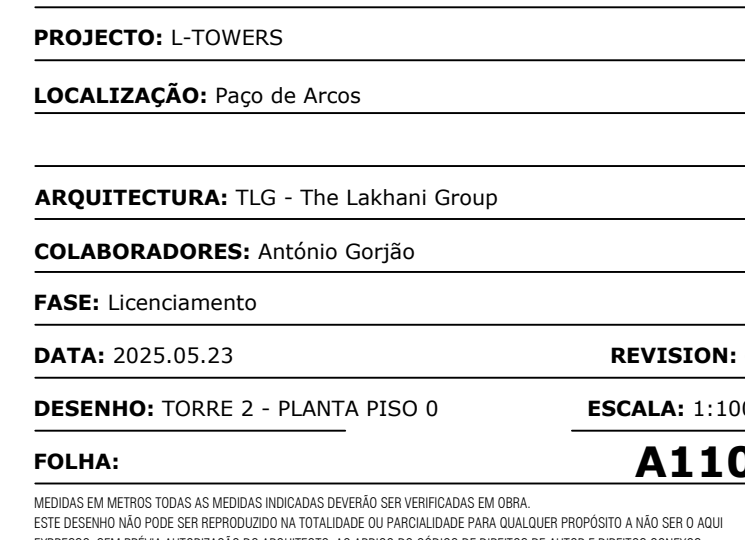 PROJECTO: L-TOWERS
LOCALIZAÇÃO: Paço de Arcos
ARQUITECTURA: TLG - The Lakhani Group
COLABORADORES: António Gorjão
FASE: Licenciamento
DATA: 2025.05.23 REVISION:
DESENHO: TORRE 2 - PLANTA PISO 0 ESCALA: 1:100
FOLHA: A110
MEDIDAS EM METROS TODAS AS MEDIDAS INDICADAS DEVERÃO SER VERIFICADAS EM OBRA.
ESTE DESENHO NÃO PODE SER REPRODUZIDO NA TOTALIDADE OU PARCIALIDADE PARA QUALQUER PROPÓSITO A NÃO SER O AQUI